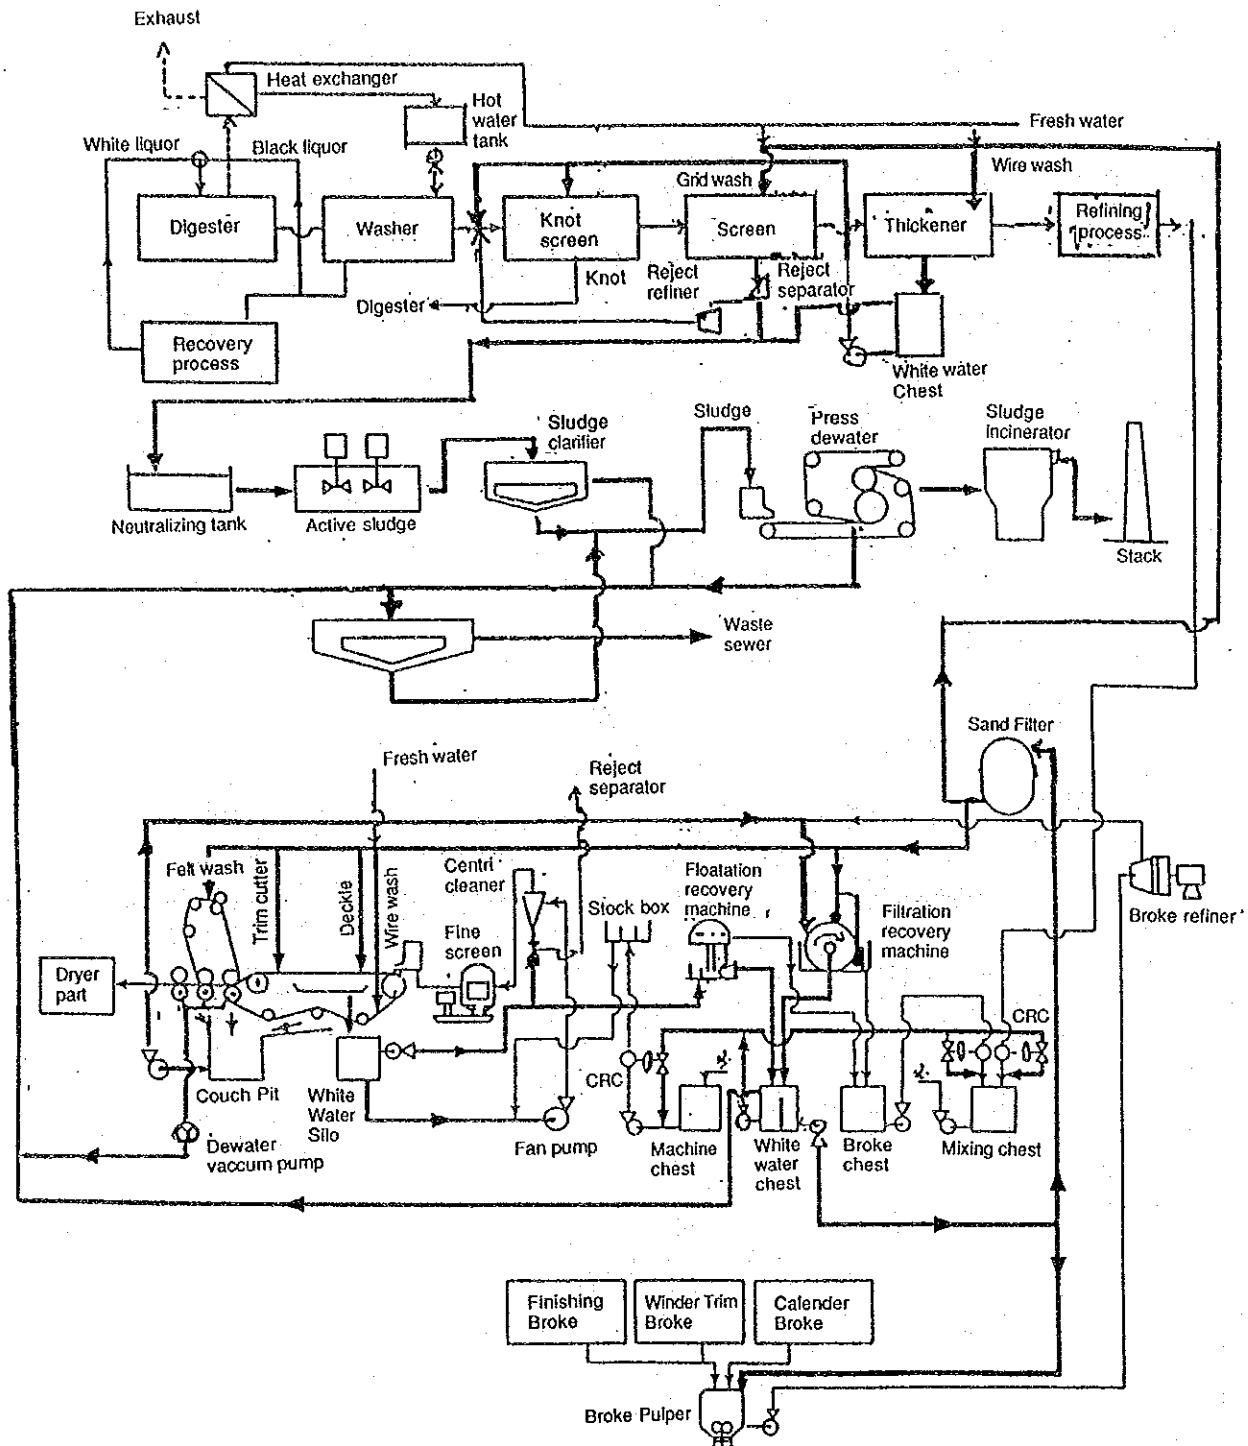 Exhaust
Heat exchanger
Hot
water
tank
Fresh water
White liquor
Black liquor
Grid wash
Wire wash
Digester
Washer
Knot
screen
Screen
Thickener
Refining
process
Knot
Reject
refiner
Reject
separator
Digester
Recovery
process
White water
Chest
Sludge
clarifier
Sludge
Press
dewater
Sludge
incinerator
Neutralizing tank
Active sludge
Stack
Waste
sewer
Sand Filter
Fresh water
Reject
separator
Felt wash
Trim cutter
Deckle
Wire wash
Centri
cleaner
Fine
screen
Stock box
Floatation
recovery
machine
Filtration
recovery
machine
Broke refiner
Dryer
part
CRC
CRC
Couch Pit
White
Water
Silo
Fan pump
Machine
chest
White
water
chest
Broke
chest
Mixing chest
Dewater
vaccum pump
Finishing
Broke
Winder Trim
Broke
Calender
Broke
Broke Pulper